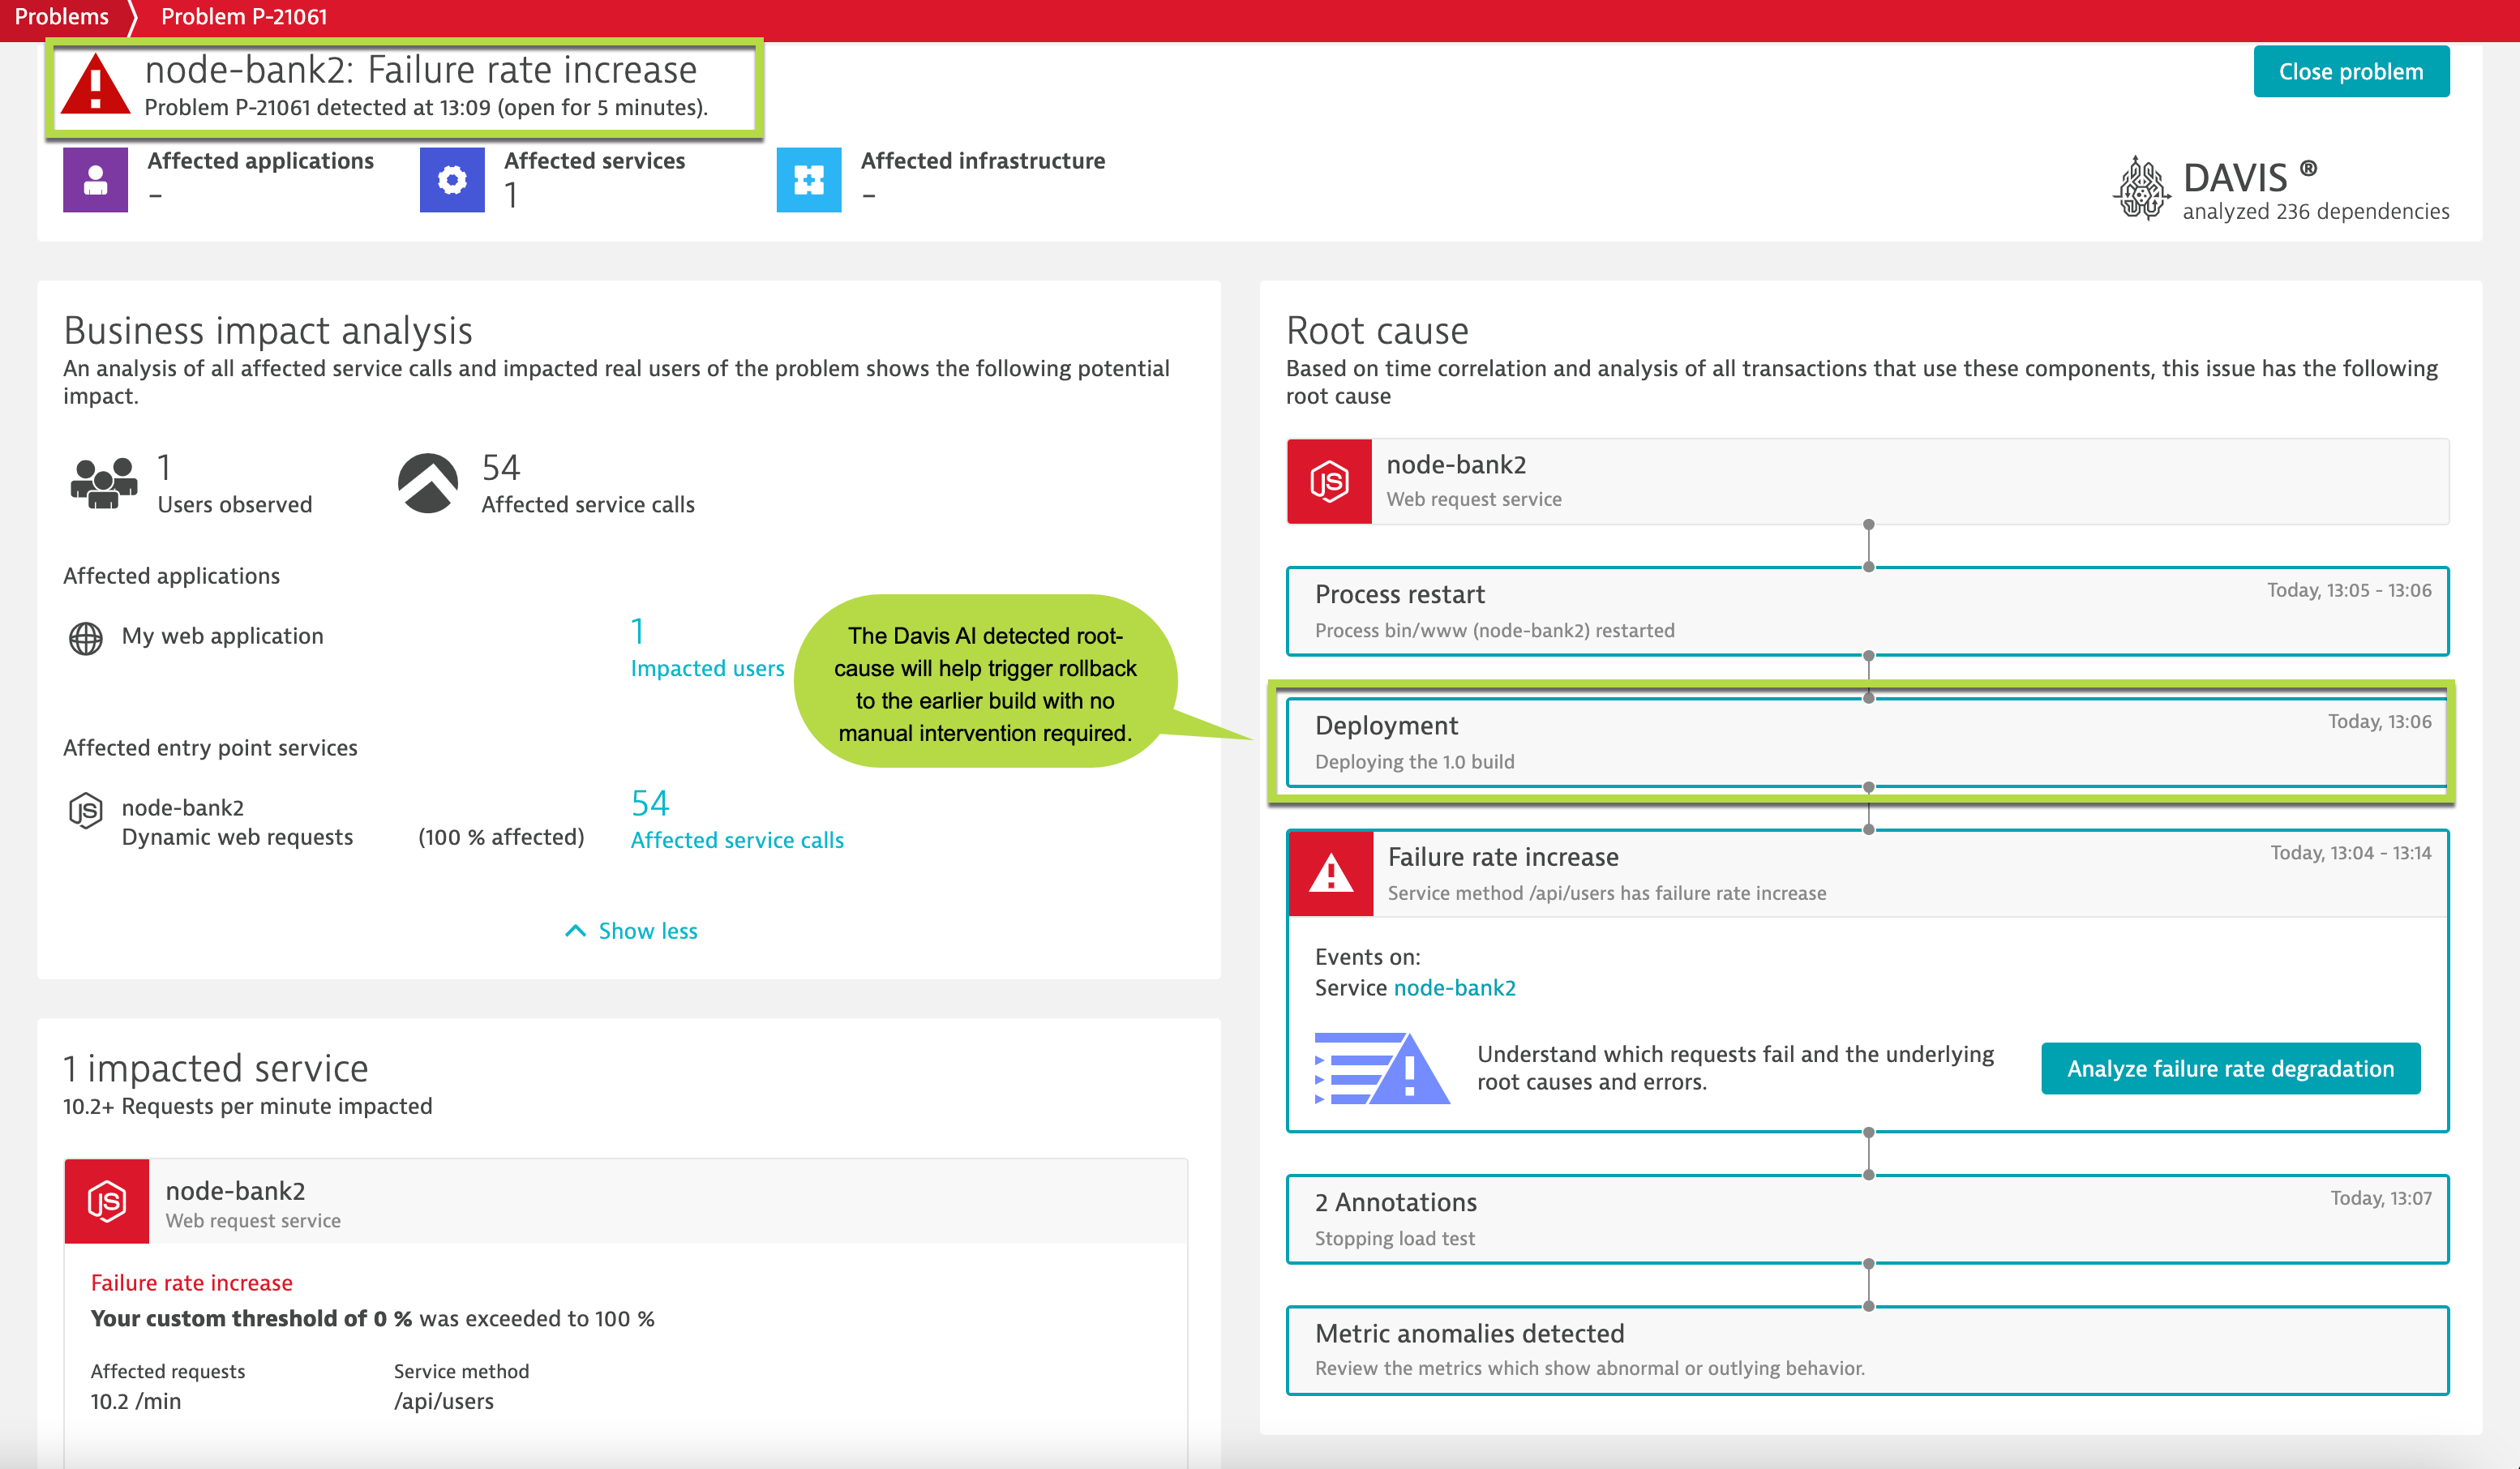 Problems
Problem P-21061
node-bank2: Failure rate increase
Problem P-21061 detected at 13:09 (open for 5 minutes).
Close problem
Affected applications
–
Affected services
1
Affected infrastructure
–
DAVIS ®
analyzed 236 dependencies
Business impact analysis
An analysis of all affected service calls and impacted real users of the problem shows the following potential
impact.
1
Users observed
54
Affected service calls
Affected applications
My web application
1
Impacted users
Affected entry point services
JS
node-bank2
Dynamic web requests
(100 % affected)
54
Affected service calls
Show less
The Davis AI detected root-
cause will help trigger rollback
to the earlier build with no
manual intervention required.
1 impacted service
10.2+ Requests per minute impacted
JS
node-bank2
Web request service
Failure rate increase
Your custom threshold of 0 % was exceeded to 100 %
Affected requests
10.2 /min
Service method
/api/users
Root cause
Based on time correlation and analysis of all transactions that use these components, this issue has the following
root cause
JS
node-bank2
Web request service
Process restart
Today, 13:05 - 13:06
Process bin/www (node-bank2) restarted
Deployment
Today, 13:06
Deploying the 1.0 build
Failure rate increase
Today, 13:04 - 13:14
Service method /api/users has failure rate increase
Events on:
Service node-bank2
Understand which requests fail and the underlying
root causes and errors.
Analyze failure rate degradation
2 Annotations
Today, 13:07
Stopping load test
Metric anomalies detected
Review the metrics which show abnormal or outlying behavior.